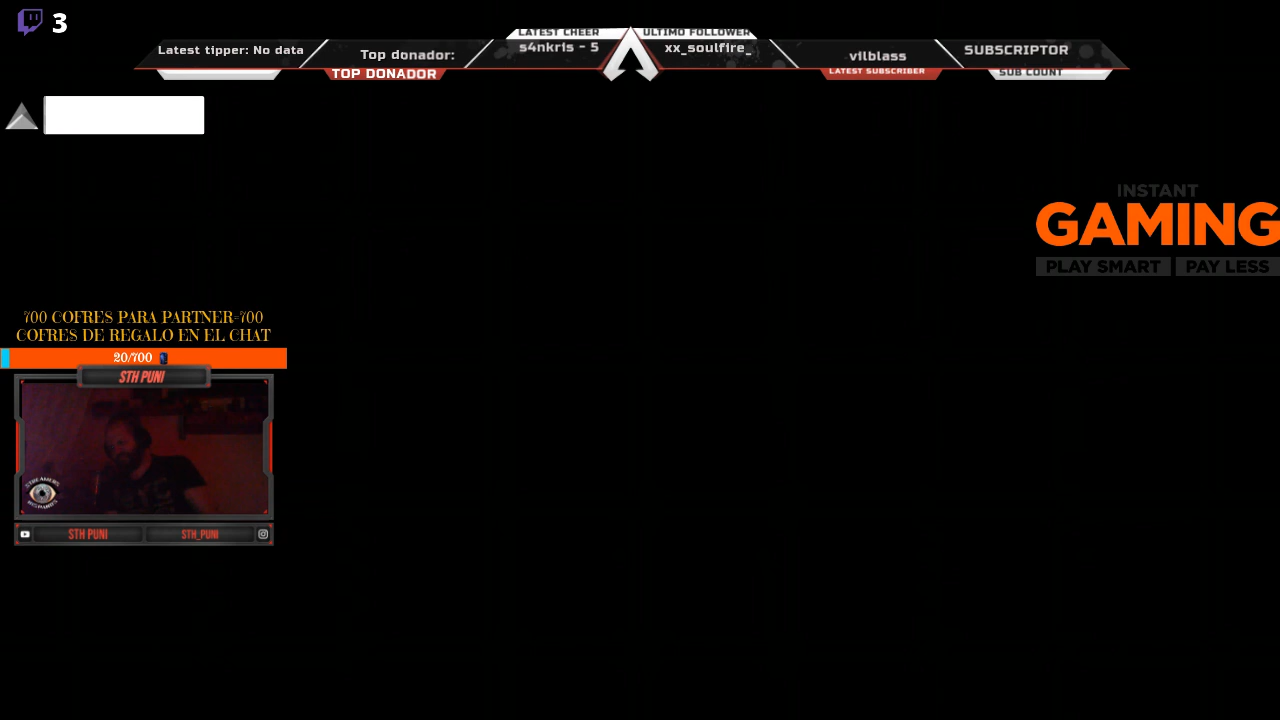 3
Latest tipper: No data
Top donador:
TOP DONADOR
LATEST CHEER
s4nkris - 5
ULTIMO FOLLOWER
xx_soulfire_
vilblass
LATEST SUBSCRIBER
SUBSCRIPTOR
SUB COUNT
INSTANT
GAMING
PLAY SMART PAY LESS
700 COFRES PARA PARTNER=700
COFRES DE REGALO EN EL CHAT
20/700
STH PUNI
STH PUNI STH_PUNI